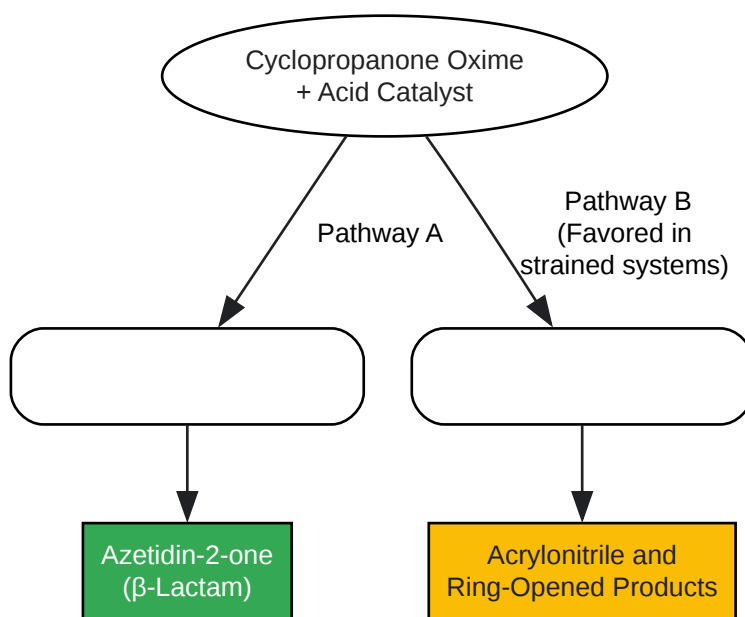 Cyclopropanone Oxime
+ Acid Catalyst
Pathway A
Pathway B
(Favored in
strained systems)
Azetidin-2-one
(β-Lactam)
Acrylonitrile and
Ring-Opened Products